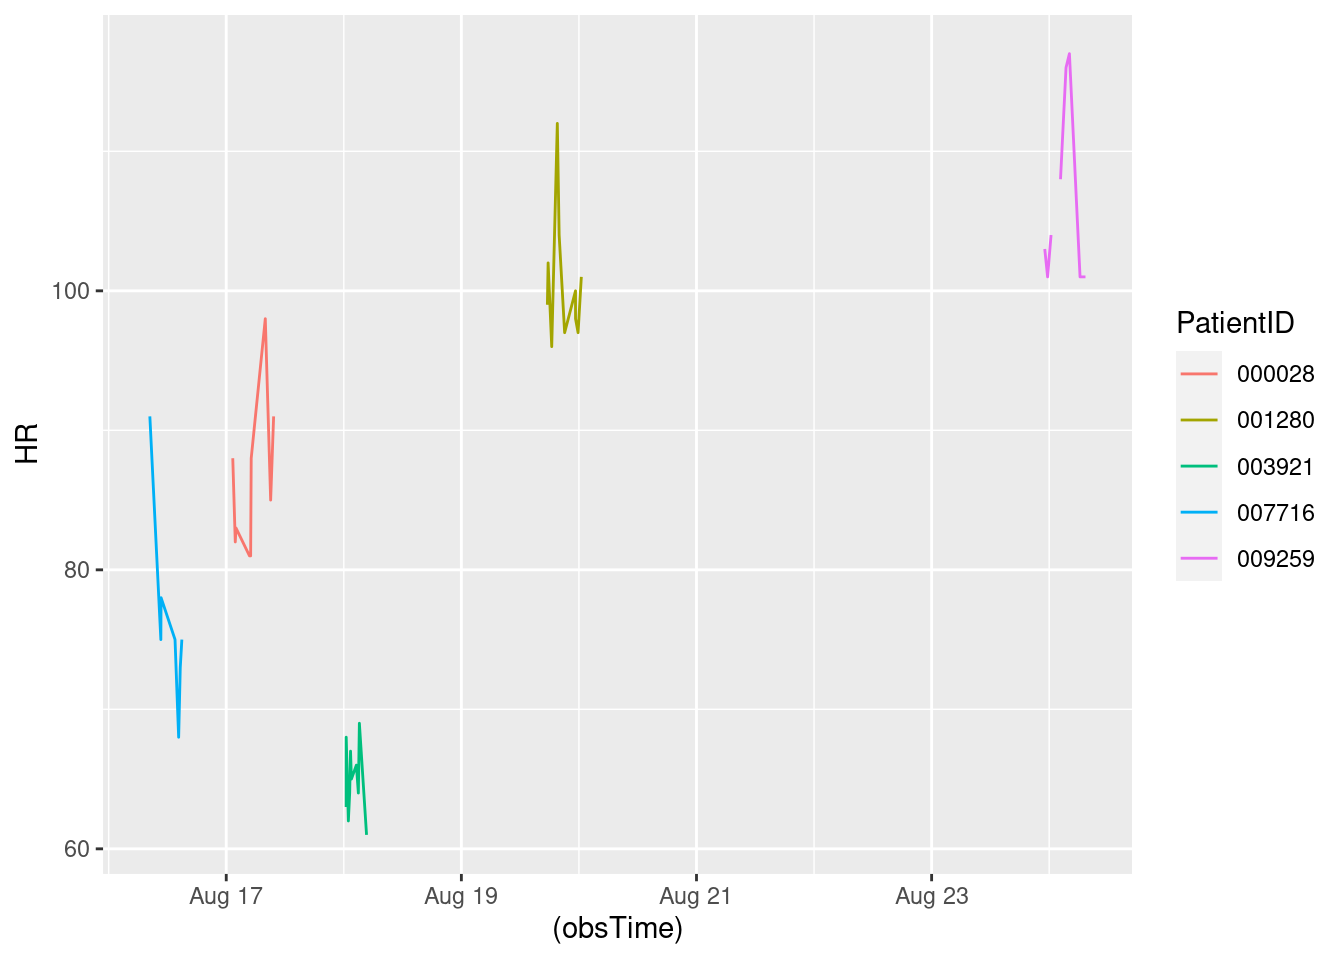 100
80
60
HR
Aug 17
Aug 19
Aug 21
Aug 23
(obsTime)
PatientID
000028
001280
003921
007716
009259